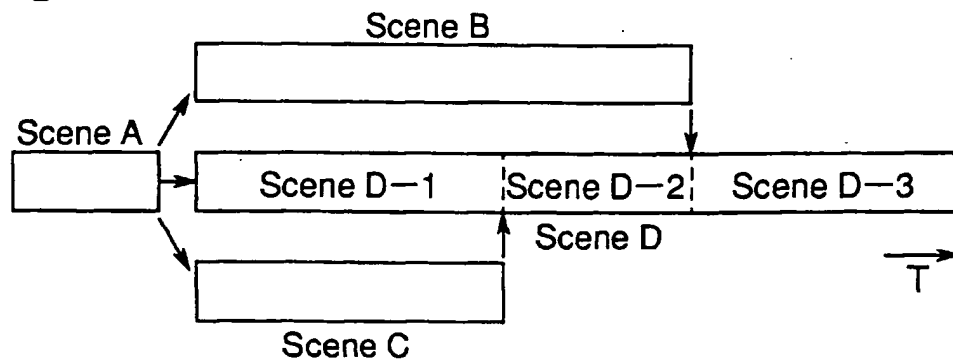 Scene B
Scene A
Scene D—1
Scene D—2
Scene D—3
Scene D
T
Scene C